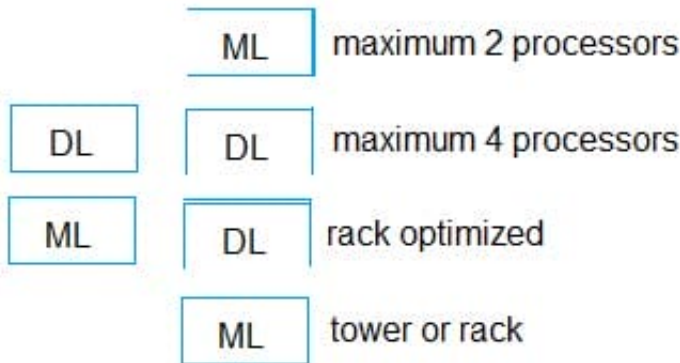 ML maximum 2 processors
DL DL maximum 4 processors
ML DL rack optimized
ML tower or rack